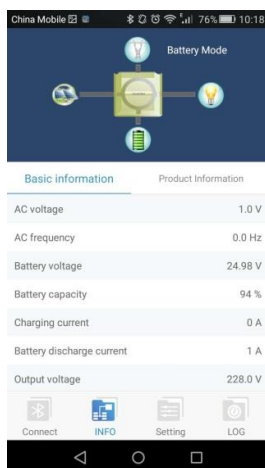 China Mobile 76% 10:18
Battery Mode
Basic information Product Information
AC voltage 1.0 V
AC frequency 0.0 Hz
Battery voltage 24.98 V
Battery capacity 94 %
Charging current 0 A
Battery discharge current 1 A
Output voltage 228.0 V
Connect INFO Setting LOG